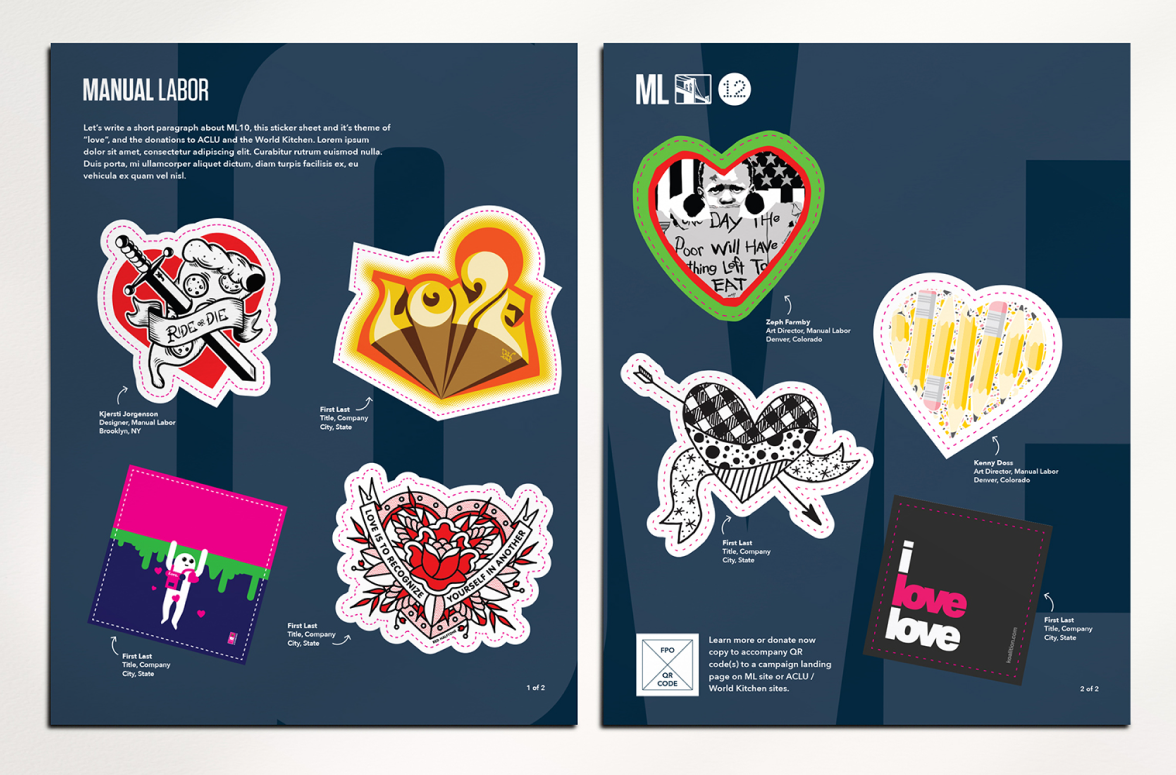 MANUAL LABOR
Let's write a short paragraph about ML10, this sticker sheet and it's theme of
"love", and the donations to ACLU and the World Kitchen. Lorem ipsum
dolor sit amet, consectetur adipiscing elit. Curabitur rutrum euismod nulla.
Duis porta, mi ullamcorper aliquet dictum, diam turpis facilisis ex, eu
vehicula ex quam vel nisl.
RIDE OR DIE
Kjersti Jorgenson
Designer, Manual Labor
Brooklyn, NY
LOVE
First Last
Title, Company
City, State
First Last
Title, Company
City, State
LOVE IS TO RECOGNIZE
YOURSELF IN ANOTHER
First Last
Title, Company
City, State
1 of 2
ML
12
DAY THe
Poor Will HAVe
thing Left To
EAT
Zeph Farmby
Art Director, Manual Labor
Denver, Colorado
Kenny Doss
Art Director, Manual Labor
Denver, Colorado
First Last
Title, Company
City, State
i
love
love
First Last
Title, Company
City, State
FPO
QR
CODE
Learn more or donate now
copy to accompany QR
code(s) to a campaign landing
page on ML site or ACLU /
World Kitchen sites.
2 of 2